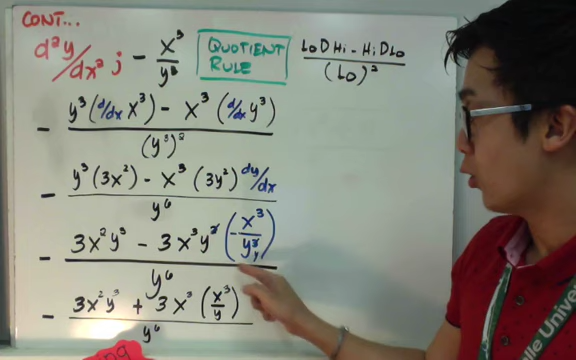 CONT...
d²y/dx² ; - x³/y³
QUOTIENT RULE
LO D Hi - Hi D LO / (LO)²
- y³ (d/dx x³) - x³ (d/dx y³) / (y³)²
- y³ (3x²) - x³ (3y²) dy/dx / y⁶
- 3x²y³ - 3x³y² (- x³/y³) / y⁶
y
- 3x²y³ + 3x³ (x³/y) / y⁶